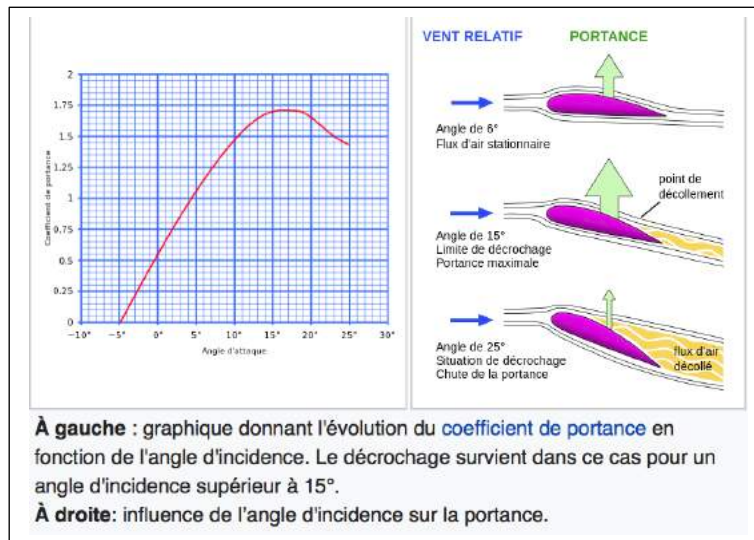 2
1.75
1.5
1.25
1
0.75
0.5
0.25
0
Coefficient de portance
−10° −5° 0° 5° 10° 15° 20° 25° 30°
Angle d'attaque
VENT RELATIF PORTANCE
Angle de 6°
Flux d'air stationnaire
point de
décollement
Angle de 15°
Limite de décrochage
Portance maximale
Angle de 25°
Situation de décrochage
Chute de la portance
flux d'air
décollé
À gauche : graphique donnant l'évolution du coefficient de portance en
fonction de l'angle d'incidence. Le décrochage survient dans ce cas pour un
angle d'incidence supérieur à 15°.
À droite: influence de l'angle d'incidence sur la portance.